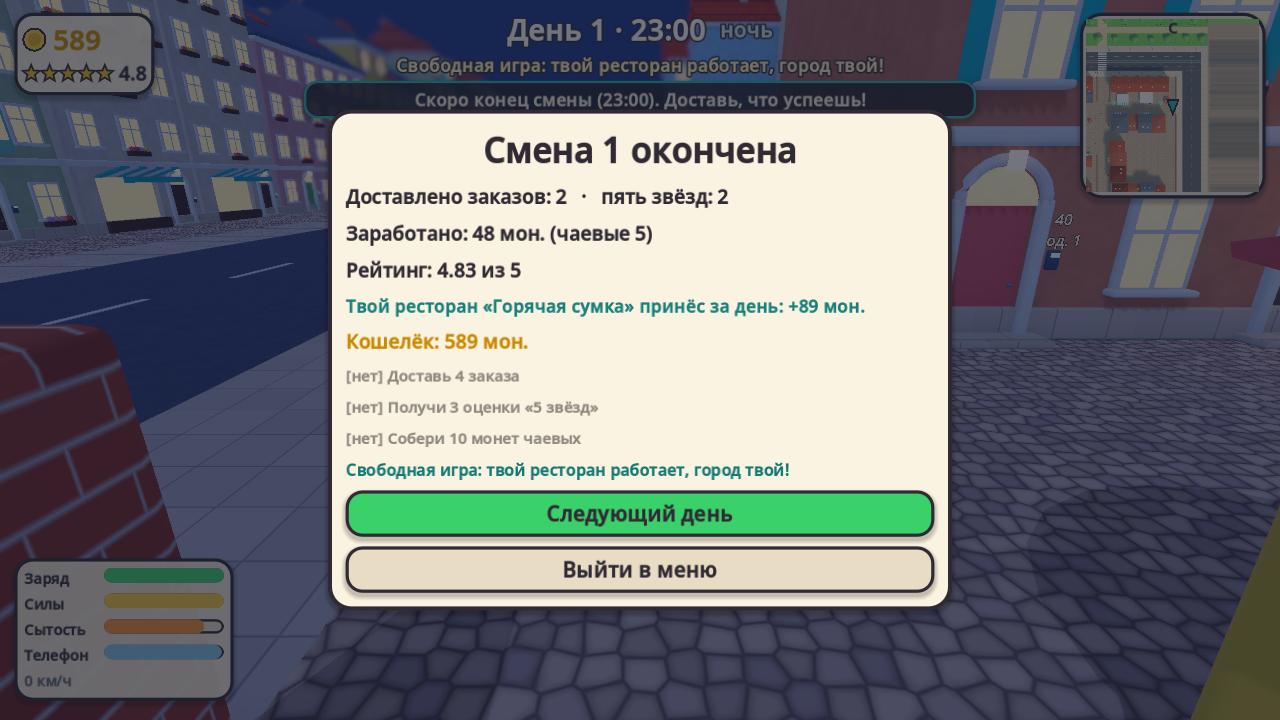 589
4.8
День 1 · 23:00 ночь
Свободная игра: твой ресторан работает, город твой!
Скоро конец смены (23:00). Доставь, что успеешь!
С
Смена 1 окончена
Доставлено заказов: 2 · пять звёзд: 2
Заработано: 48 мон. (чаевые 5)
Рейтинг: 4.83 из 5
Твой ресторан «Горячая сумка» принёс за день: +89 мон.
Кошелёк: 589 мон.
[нет] Доставь 4 заказа
[нет] Получи 3 оценки «5 звёзд»
[нет] Собери 10 монет чаевых
Свободная игра: твой ресторан работает, город твой!
Следующий день
Выйти в меню
40
од. 1
Заряд
Силы
Сытость
Телефон
0 км/ч